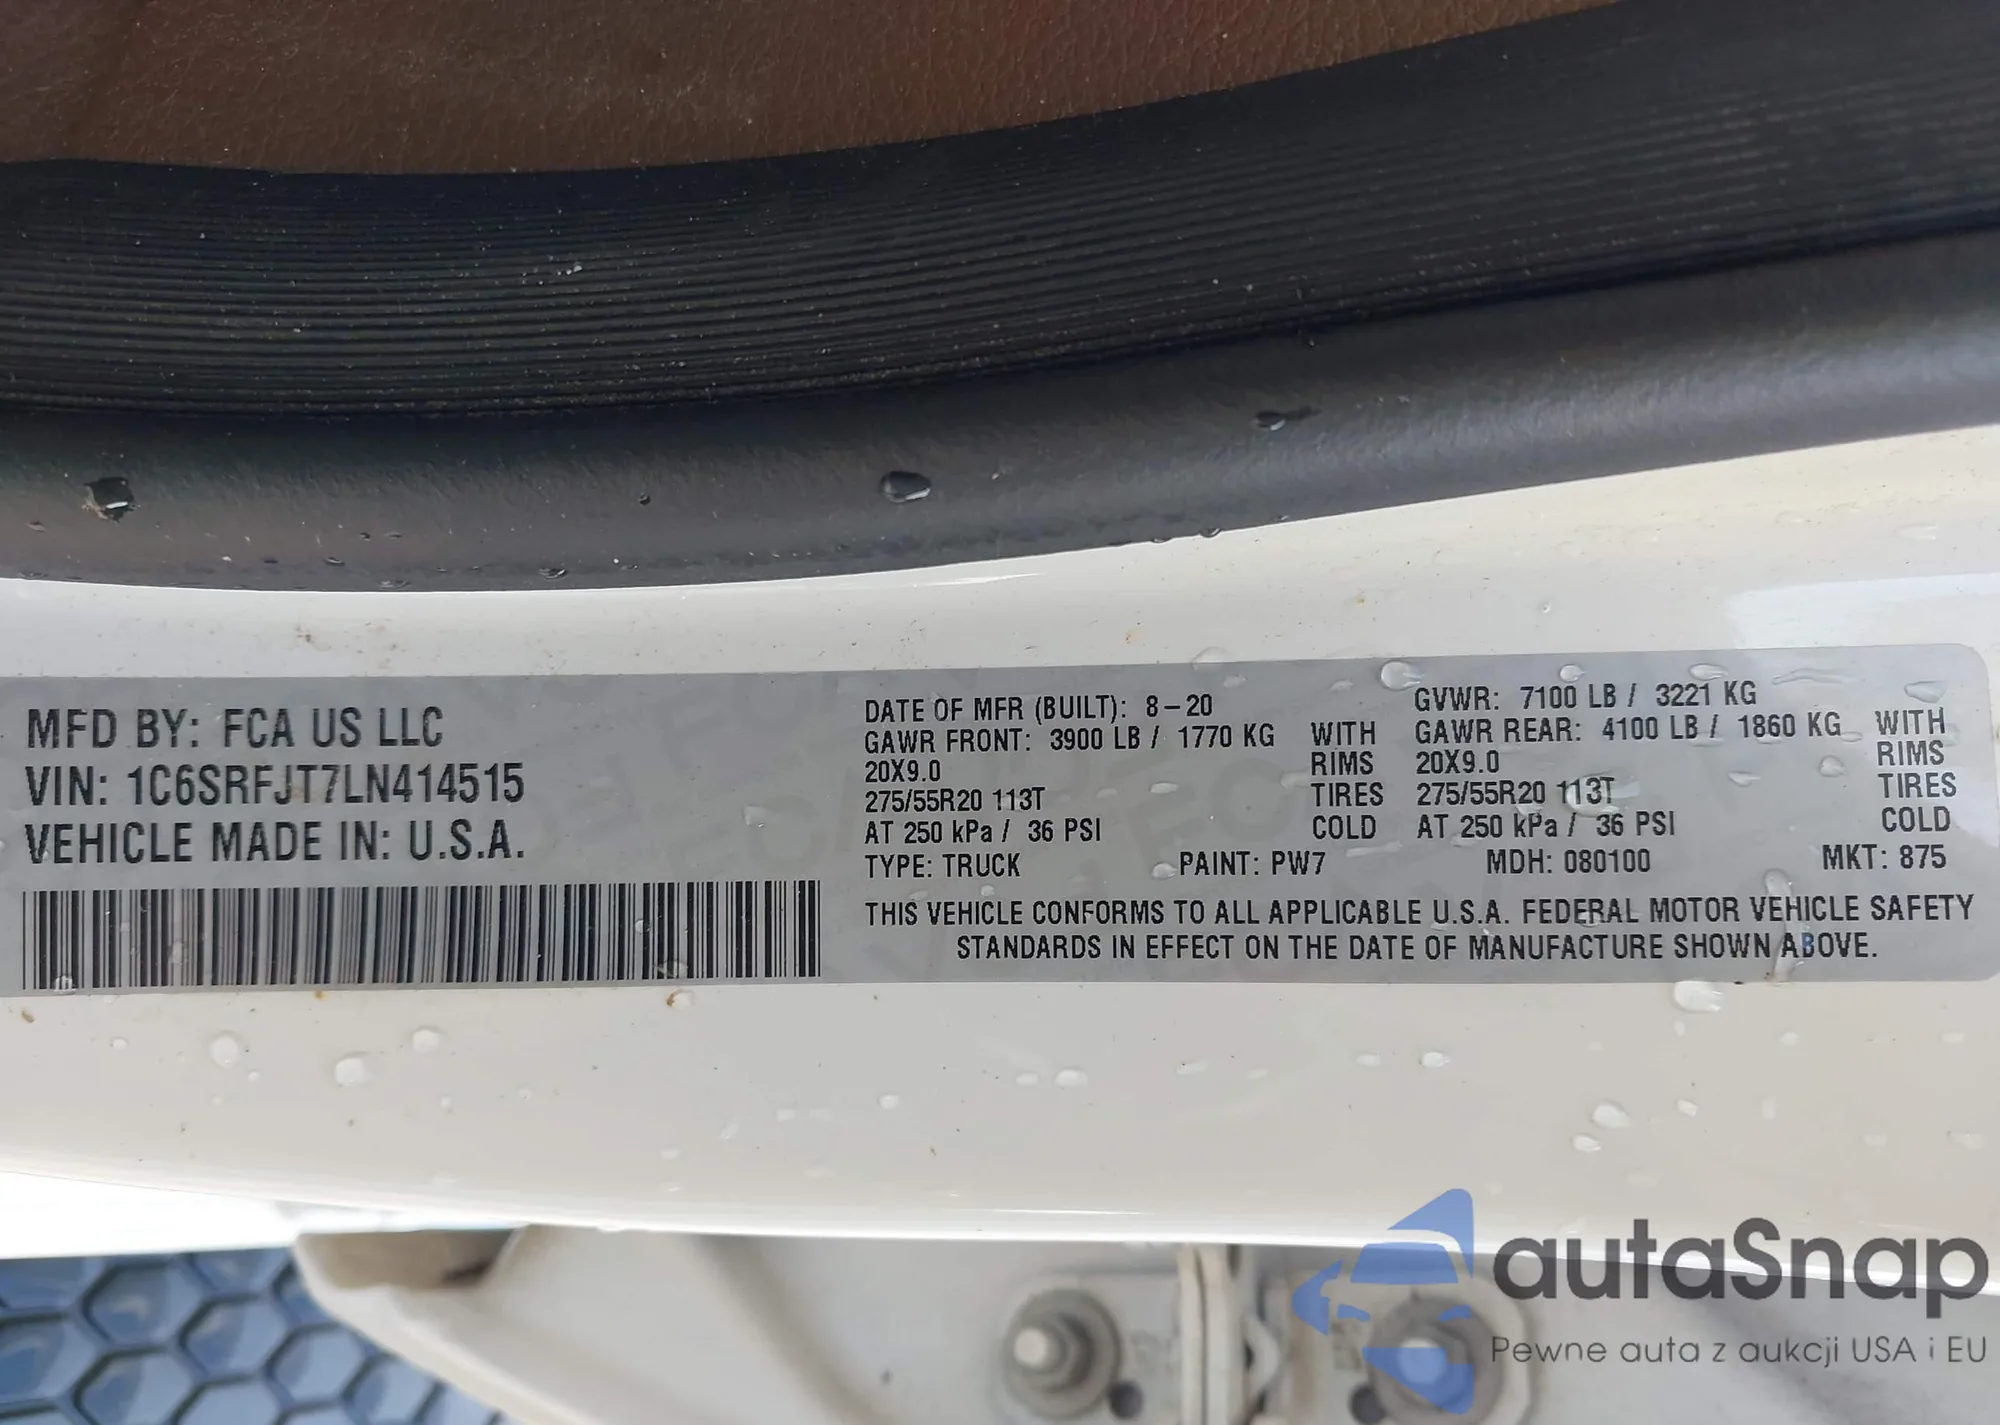 MFD BY: FCA US LLC
VIN: 1C6SRFJT7LN414515
VEHICLE MADE IN: U.S.A.
DATE OF MFR (BUILT): 8-20 GVWR: 7100 LB / 3221 KG
GAWR FRONT: 3900 LB / 1770 KG WITH GAWR REAR: 4100 LB / 1860 KG WITH
20X9.0 RIMS 20X9.0 RIMS
275/55R20 113T TIRES 275/55R20 113T TIRES
AT 250 kPa / 36 PSI COLD AT 250 kPa / 36 PSI COLD
TYPE: TRUCK PAINT: PW7 MDH: 080100 MKT: 875
THIS VEHICLE CONFORMS TO ALL APPLICABLE U.S.A. FEDERAL MOTOR VEHICLE SAFETY
STANDARDS IN EFFECT ON THE DATE OF MANUFACTURE SHOWN ABOVE.
autaSnap
Pewne auta z aukcji USA i EU